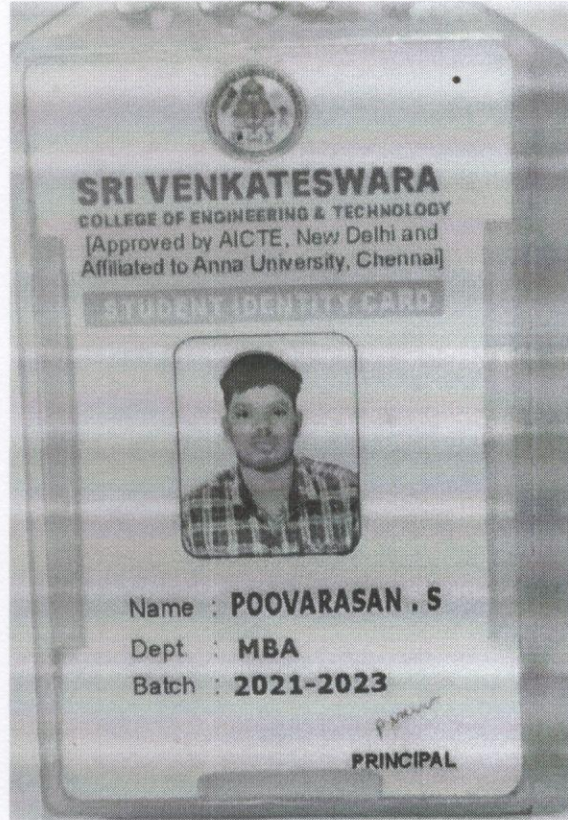 SRI VENKATESWARA
COLLEGE OF ENGINEERING & TECHNOLOGY
[Approved by AICTE, New Delhi and
Affiliated to Anna University, Chennai]
STUDENT IDENTITY CARD
Name : POOVARASAN . S
Dept. : MBA
Batch : 2021-2023
PRINCIPAL